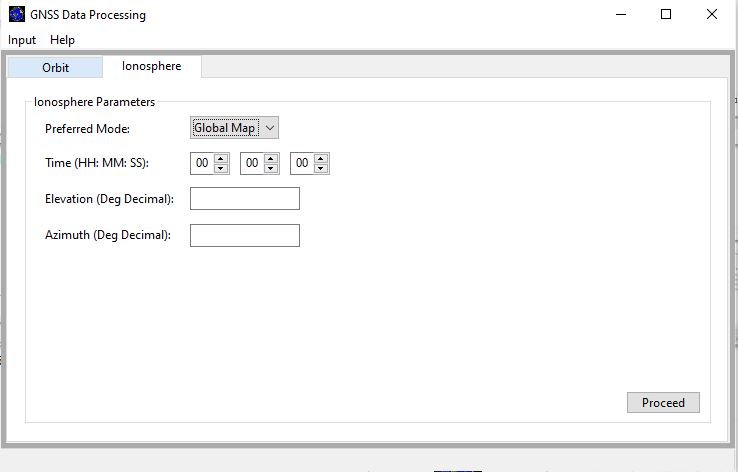 GNSS Data Processing
Input Help
Orbit Ionosphere
Ionosphere Parameters
Preferred Mode: Global Map
Time (HH: MM: SS): 00 00 00
Elevation (Deg Decimal):
Azimuth (Deg Decimal):
Proceed